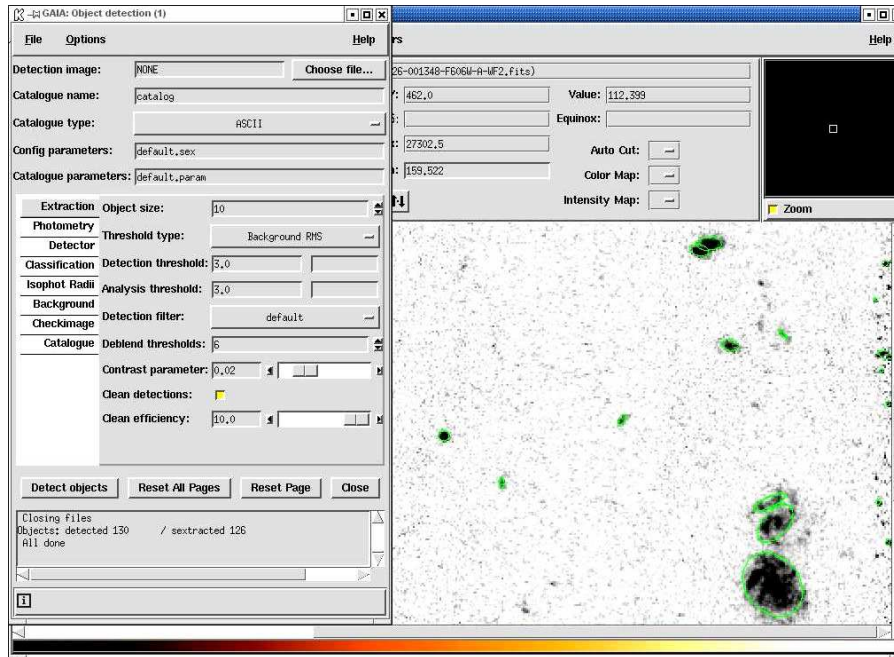 GAIA: Object detection (1)
File Options Help
Detection image: NONE Choose file...
Catalogue name: catalog
Catalogue type: ASCII
Config parameters: default.sex
Catalogue parameters: default.param
Extraction
Photometry
Detector
Classification
Isophot Radii
Background
Checkimage
Catalogue
Object size: 10
Threshold type: Background RMS
Detection threshold: 3.0
Analysis threshold: 3.0
Detection filter: default
Deblend thresholds: 6
Contrast parameter: 0.02
Clean detections:
Clean efficiency: 10.0
Detect objects Reset All Pages Reset Page Close
Closing files
Objects: detected 130 / sextracted 126
All done
rs Help
26-001348-F606W-A-WF2.fits)
Y: 462.0 Value: 112.399
Equinox:
27302.5 Auto Cut:
159.522 Color Map:
Intensity Map:
Zoom